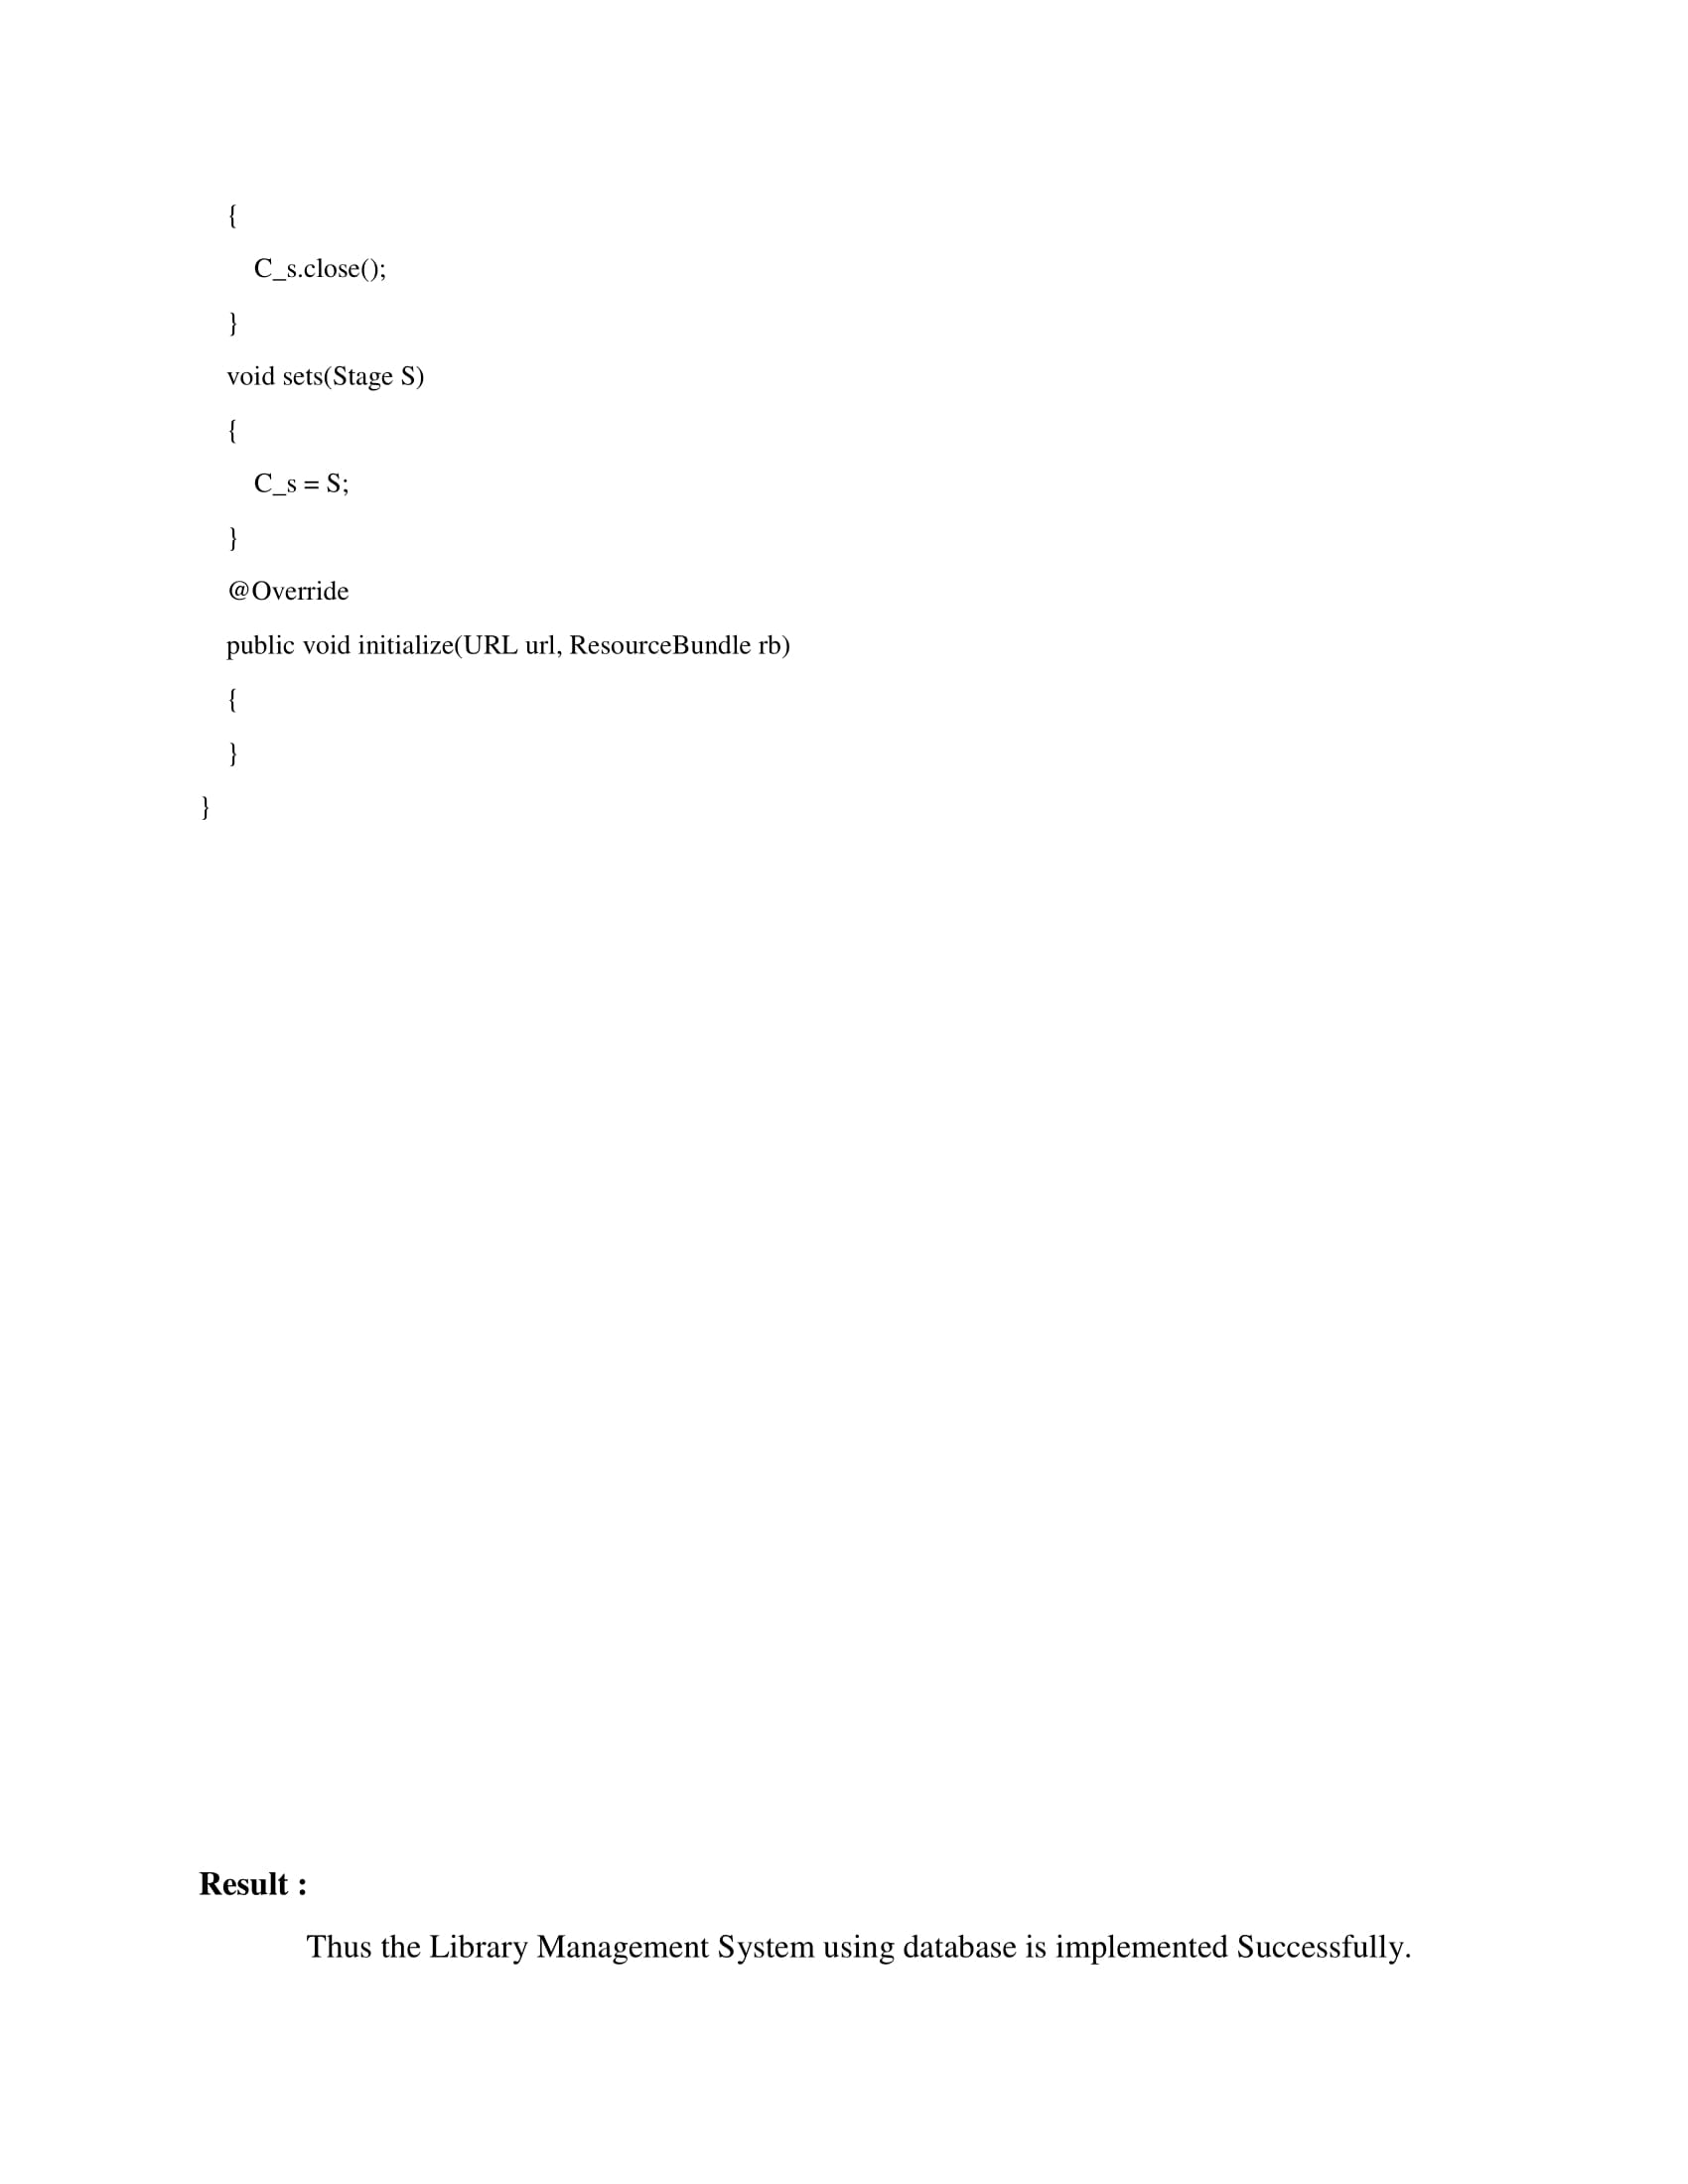 {
C_s.close();
}
void sets(Stage S)
{
C_s = S;
}
@Override
public void initialize(URL url, ResourceBundle rb)
{
}
}
Result :
Thus the Library Management System using database is implemented Successfully.